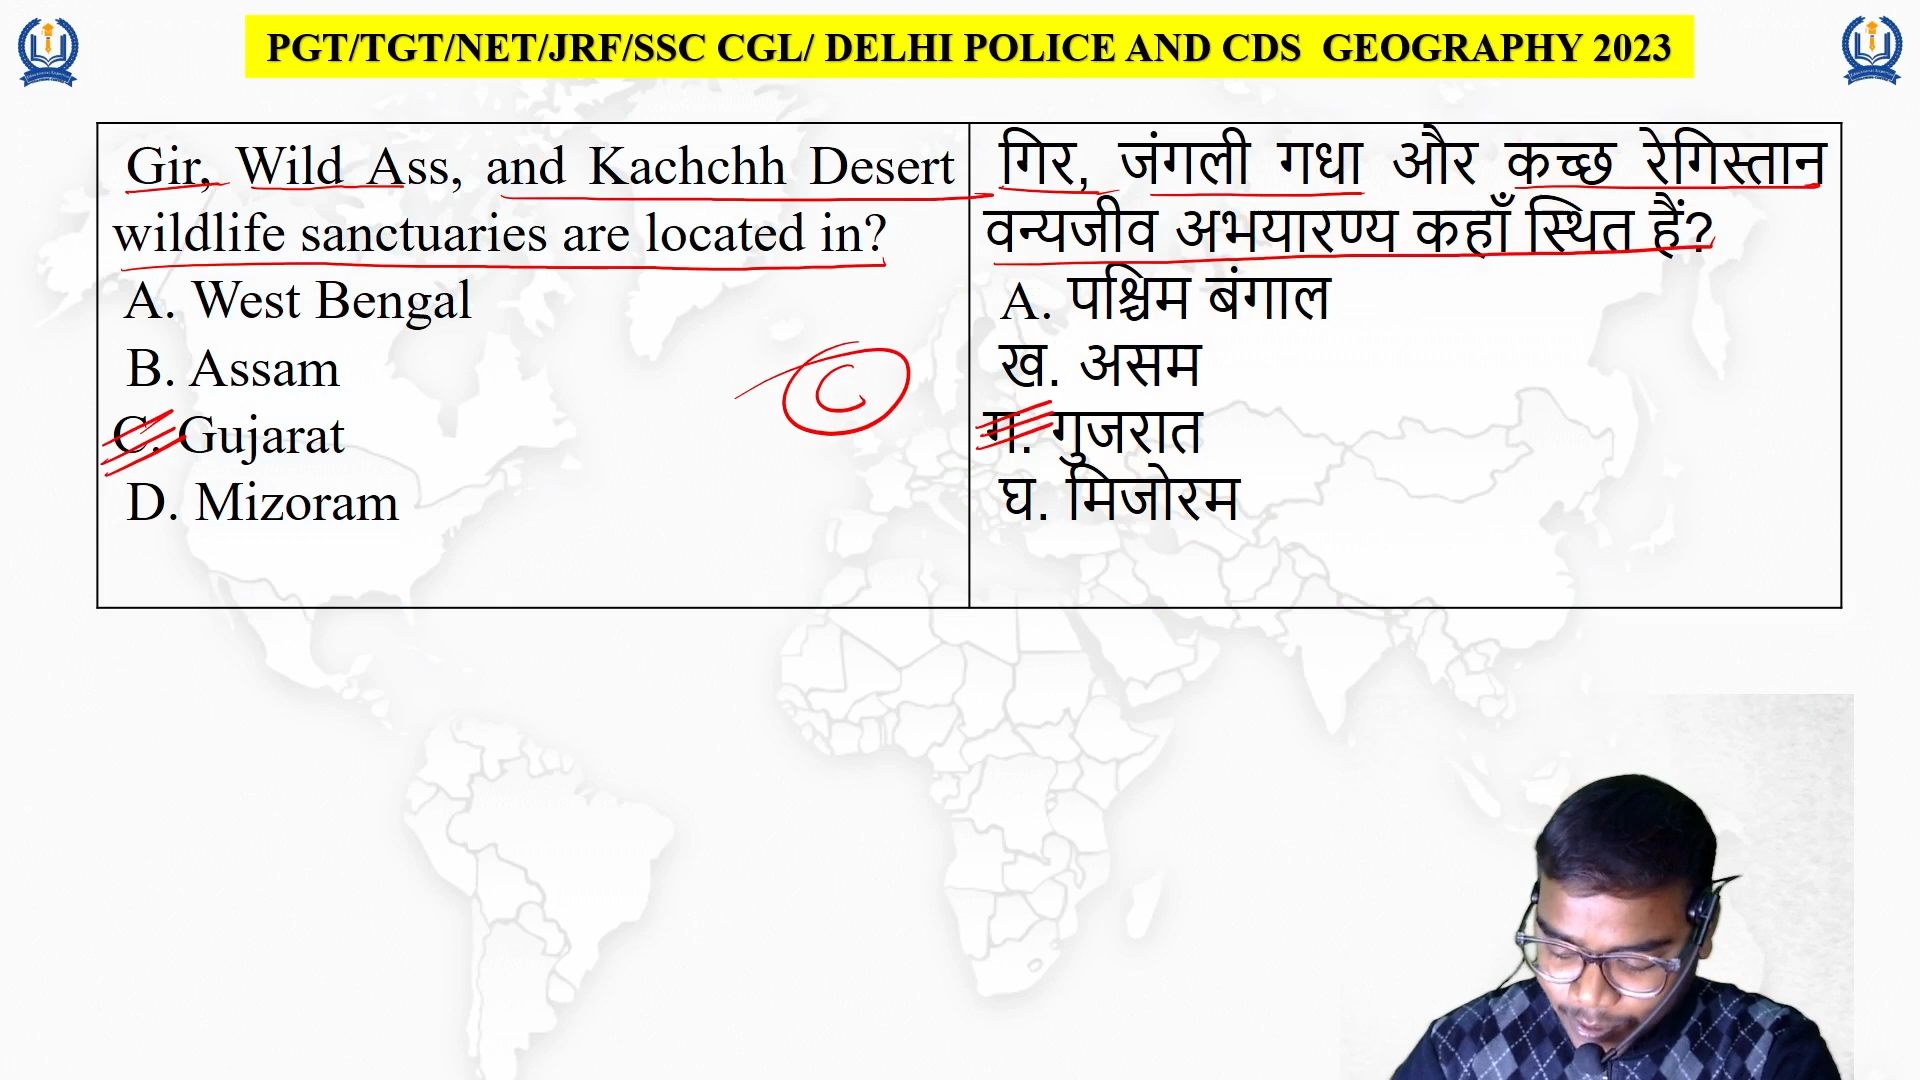 PGT/TGT/NET/JRF/SSC CGL/ DELHI POLICE AND CDS GEOGRAPHY 2023
Gir, Wild Ass, and Kachchh Desert
wildlife sanctuaries are located in?
A. West Bengal
B. Assam
C. Gujarat
D. Mizoram
C
गिर, जंगली गधा और कच्छ रेगिस्तान
वन्यजीव अभयारण्य कहाँ स्थित हैं?
A. पश्चिम बंगाल
ख. असम
ग. गुजरात
घ. मिजोरम